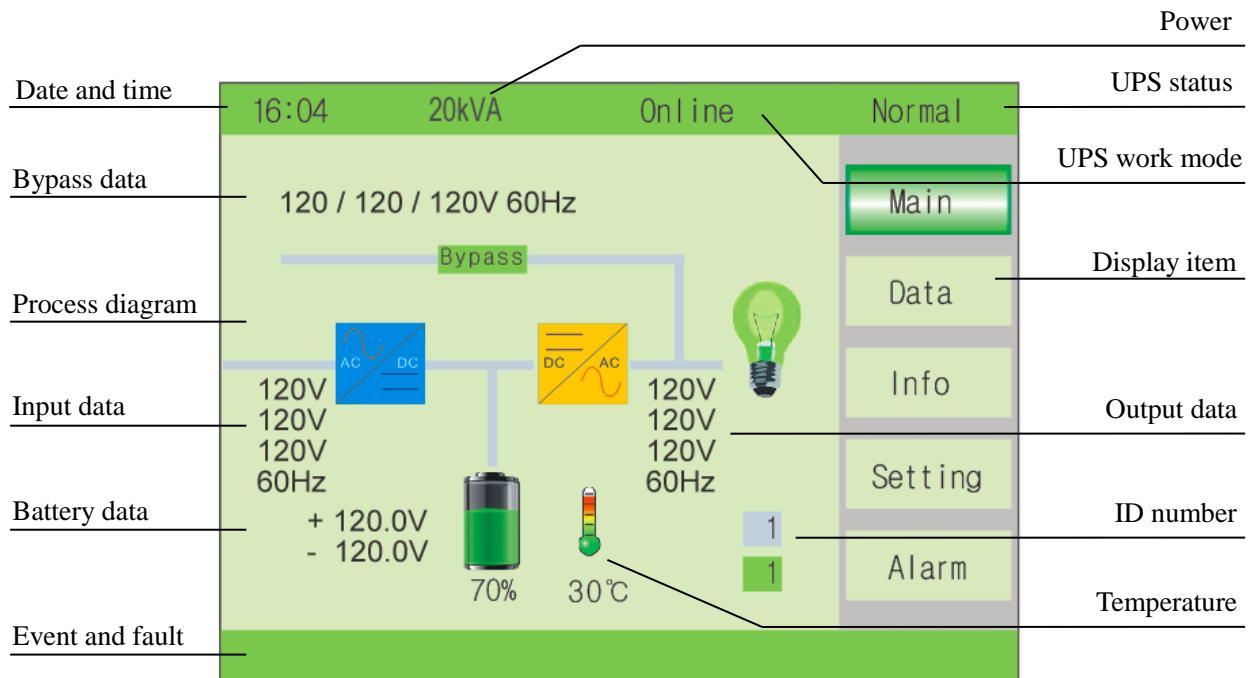 Power
Date and time
UPS status
16:04 20kVA Online Normal
UPS work mode
Bypass data
120 / 120 / 120V 60Hz
Main
Bypass
Display item
Data
Process diagram
AC DC
DC AC
Info
Input data
120V
120V
120V
60Hz
120V
120V
120V
60Hz
Output data
Setting
Battery data
+ 120.0V
- 120.0V
70%
30℃
1
1
ID number
Alarm
Temperature
Event and fault